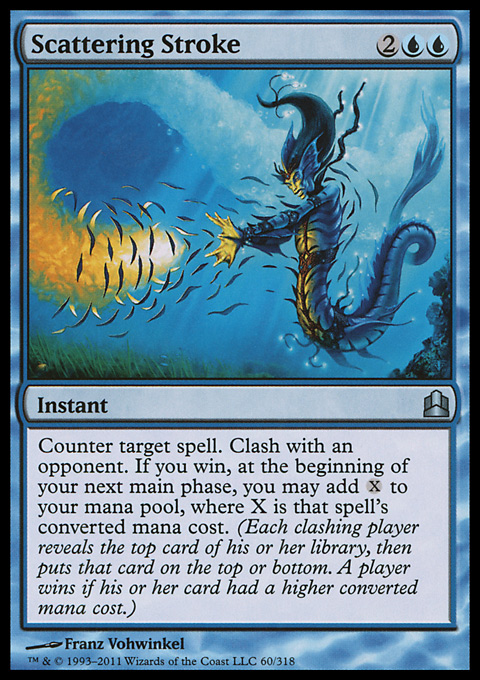 Scattering Stroke 2
Instant
Counter target spell. Clash with an
opponent. If you win, at the beginning of
your next main phase, you may add X to
your mana pool, where X is that spell's
converted mana cost. (Each clashing player
reveals the top card of his or her library, then
puts that card on the top or bottom. A player
wins if his or her card had a higher converted
mana cost.)
Franz Vohwinkel
™ & © 1993–2011 Wizards of the Coast LLC 60/318